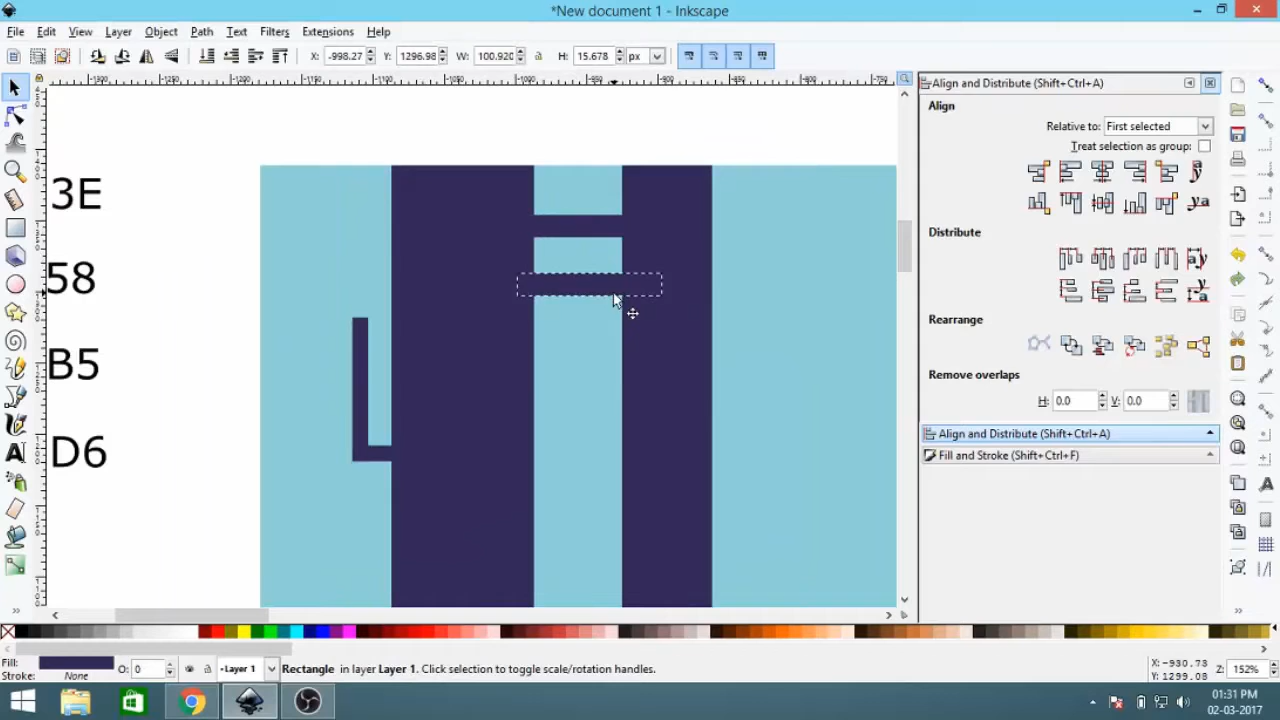 *New document 1 - Inkscape
File Edit View Layer Object Path Text Filters Extensions Help
X: -998.27 Y: 1296.98 W: 100.920 H: 15.678 px
Align and Distribute (Shift+Ctrl+A)
Align
Relative to: First selected
Treat selection as group:
Distribute
Rearrange
Remove overlaps
H: 0.0 V: 0.0
Align and Distribute (Shift+Ctrl+A)
Fill and Stroke (Shift+Ctrl+F)
3E
58
B5
D6
Fill:
Stroke: None
O: 0
Layer 1
Rectangle in layer Layer 1. Click selection to toggle scale/rotation handles.
X: -930.73
Y: 1299.08
Z: 152%
01:31 PM
02-03-2017